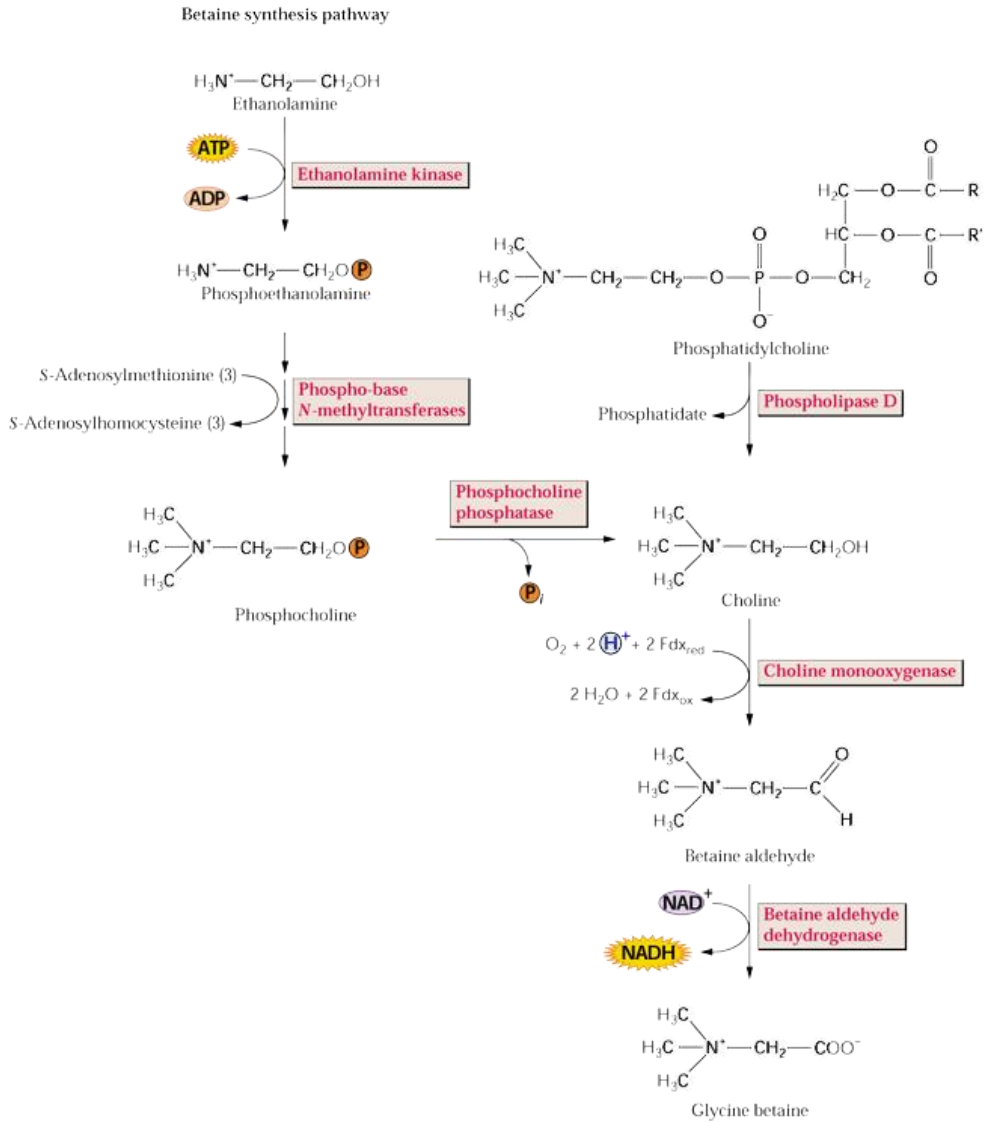 Betaine synthesis pathway
H₃N⁺—CH₂—CH₂OH
Ethanolamine
ATP
Ethanolamine kinase
ADP
H₃N⁺—CH₂—CH₂O P
Phosphoethanolamine
S-Adenosylmethionine (3)
Phospho-base
N-methyltransferases
S-Adenosylhomocysteine (3)
H₃C
H₃C—N⁺—CH₂—CH₂O P
H₃C
Phosphocholine
Phosphocholine
phosphatase
Pᵢ
O
H₂C—O—C—R
HC—O—C—R'
O
O
H₃C
H₃C—N⁺—CH₂—CH₂—O—P—O—CH₂
H₃C
O⁻
Phosphatidylcholine
Phospholipase D
Phosphatidate
H₃C
H₃C—N⁺—CH₂—CH₂OH
H₃C
Choline
O₂ + 2 H⁺ + 2 Fdxred
Choline monooxygenase
2 H₂O + 2 Fdxox
H₃C
O
H₃C—N⁺—CH₂—C
H₃C
H
Betaine aldehyde
NAD⁺
Betaine aldehyde
dehydrogenase
NADH
H₃C
H₃C—N⁺—CH₂—COO⁻
H₃C
Glycine betaine